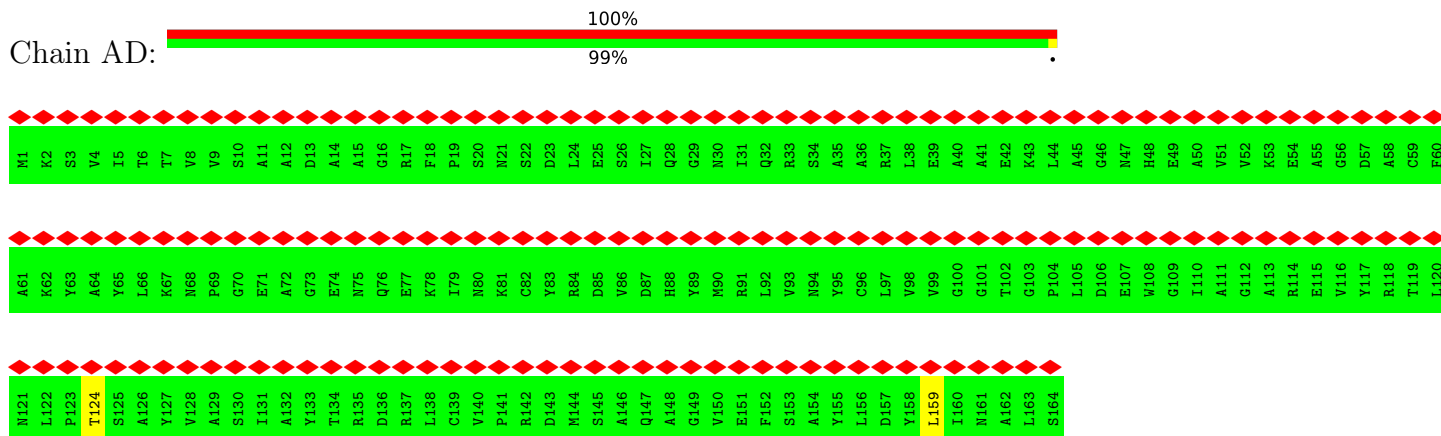 100%
Chain AD:
99%
.
M1 K2 S3 V4 I5 T6 T7 V8 V9 S10 A11 A12 D13 A14 A15 G16 R17 F18 P19 S20 N21 S22 D23 L24 E25 S26 I27 Q28 G29 N30 I31 Q32 R33 S34 A35 A36 R37 L38 E39 A40 A41 E42 K43 L44 A45 G46 N47 H48 E49 A50 V51 V52 K53 E54 A55 G56 D57 A58 C59 F60
A61 K62 Y63 A64 Y65 L66 K67 N68 P69 G70 E71 A72 G73 E74 N75 Q76 E77 K78 I79 N80 K81 C82 Y83 R84 D85 V86 D87 H88 Y89 M90 R91 L92 V93 N94 Y95 C96 L97 V98 V99 G100 G101 T102 G103 P104 L105 D106 E107 W108 G109 I110 A111 G112 A113 R114 E115 V116 Y117 R118 T119 L120
N121 L122 P123 T124 S125 A126 Y127 V128 A129 S130 I131 A132 Y133 T134 R135 D136 R137 L138 C139 V140 P141 R142 D143 M144 S145 A146 Q147 A148 G149 V150 E151 F152 S153 A154 Y155 L156 D157 Y158 L159 I160 N161 A162 L163 S164